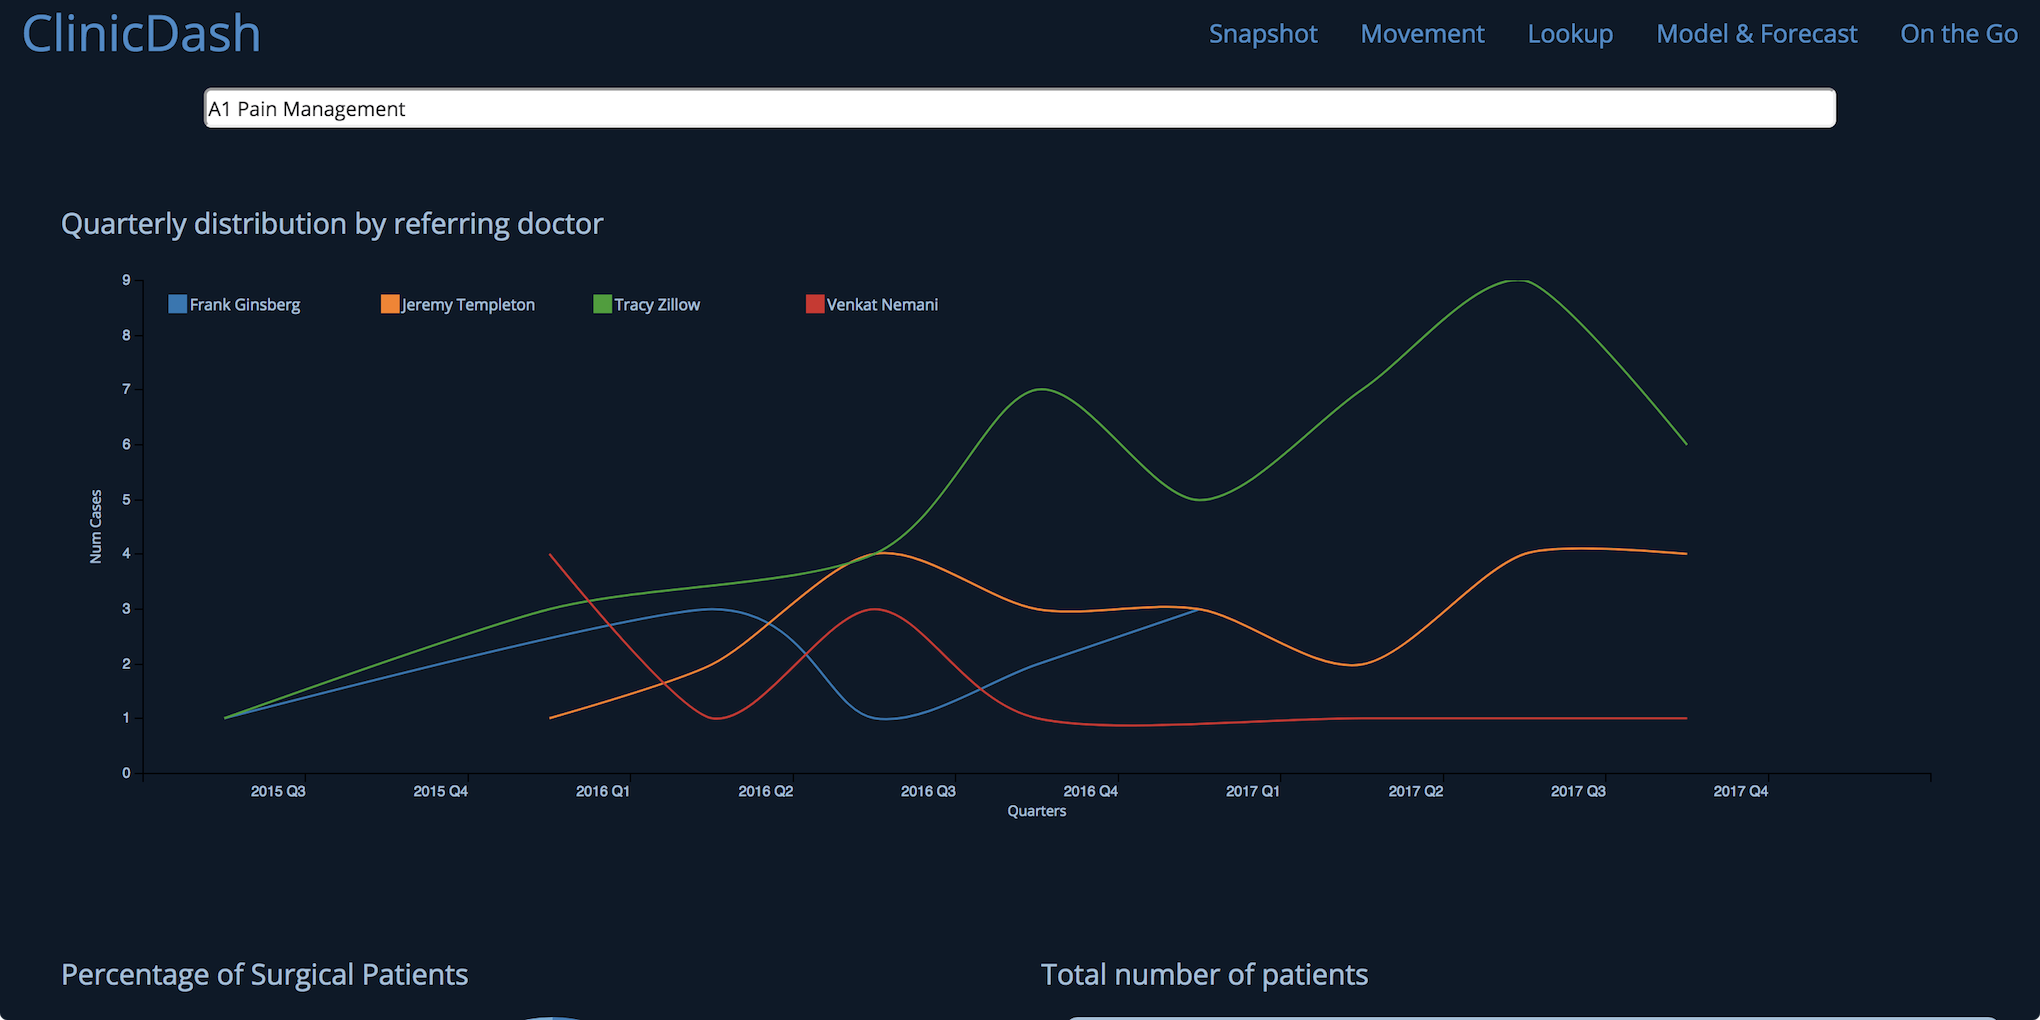 ClinicDash
Snapshot Movement Lookup Model & Forecast On the Go
A1 Pain Management
Quarterly distribution by referring doctor
Frank Ginsberg Jeremy Templeton Tracy Zillow Venkat Nemani
9
8
7
6
5
4
3
2
1
0
Num Cases
2015 Q3 2015 Q4 2016 Q1 2016 Q2 2016 Q3 2016 Q4 2017 Q1 2017 Q2 2017 Q3 2017 Q4
Quarters
Percentage of Surgical Patients
Total number of patients